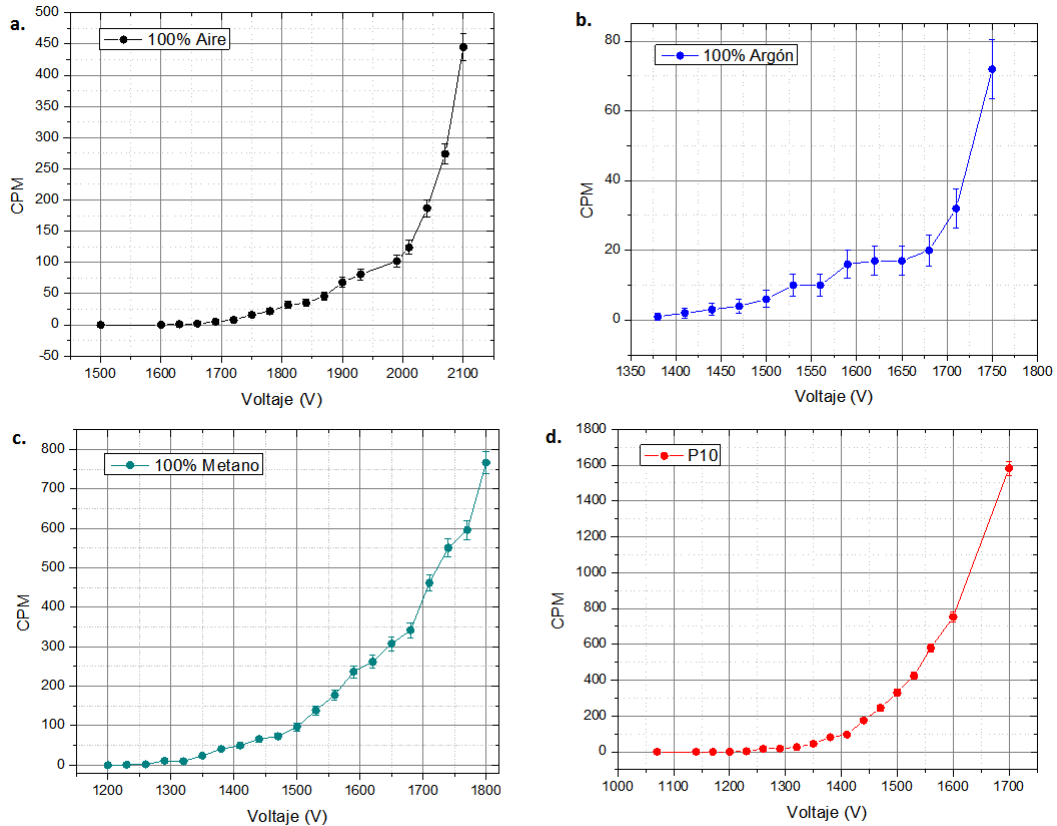 a.
100% Aire
CPM
500
450
400
350
300
250
200
150
100
50
0
-50
1500 1600 1700 1800 1900 2000 2100
Voltaje (V)
b.
100% Argón
CPM
80
60
40
20
0
1350 1400 1450 1500 1550 1600 1650 1700 1750 1800
Voltaje (V)
c.
100% Metano
CPM
800
700
600
500
400
300
200
100
0
1200 1300 1400 1500 1600 1700 1800
Voltaje (V)
d.
P10
CPM
1800
1600
1400
1200
1000
800
600
400
200
0
1000 1100 1200 1300 1400 1500 1600 1700
Voltaje (V)